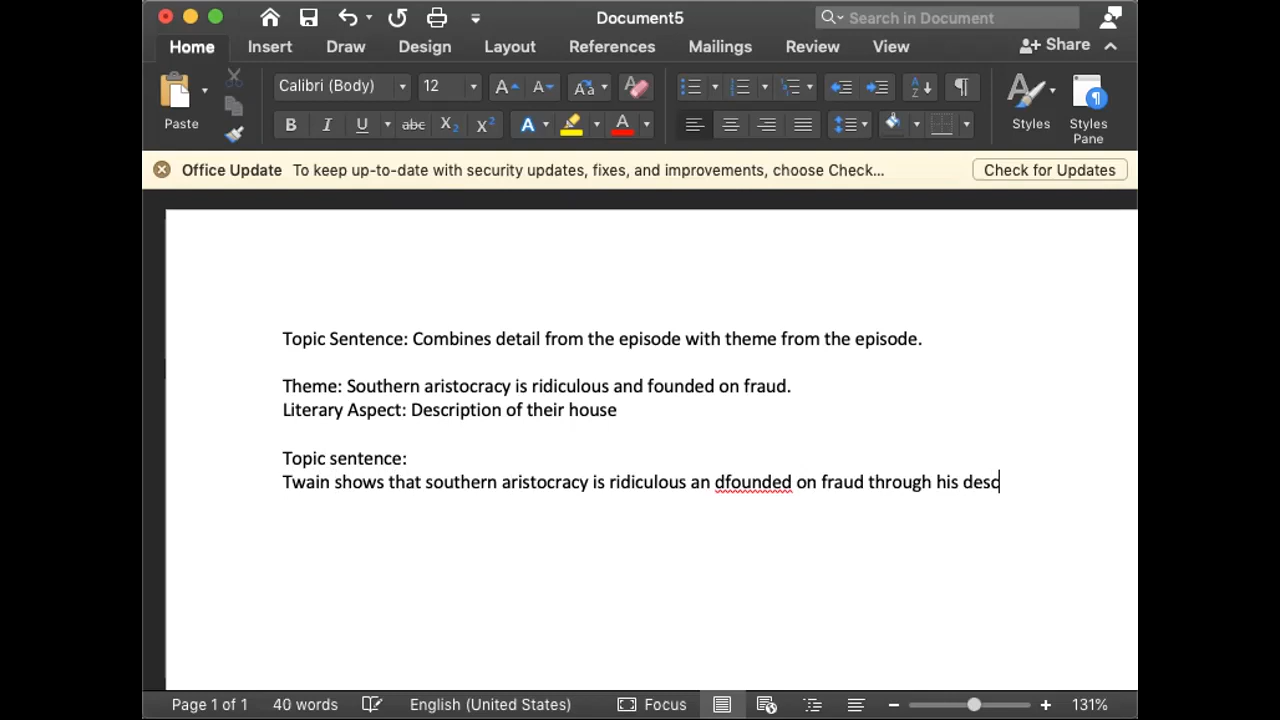 Document5
Search in Document
Home Insert Draw Design Layout References Mailings Review View Share
Calibri (Body) 12
Paste
Styles
Styles Pane
Office Update To keep up-to-date with security updates, fixes, and improvements, choose Check... Check for Updates
Topic Sentence: Combines detail from the episode with theme from the episode.
Theme: Southern aristocracy is ridiculous and founded on fraud.
Literary Aspect: Description of their house
Topic sentence:
Twain shows that southern aristocracy is ridiculous an dfounded on fraud through his desc
Page 1 of 1 40 words English (United States) Focus 131%